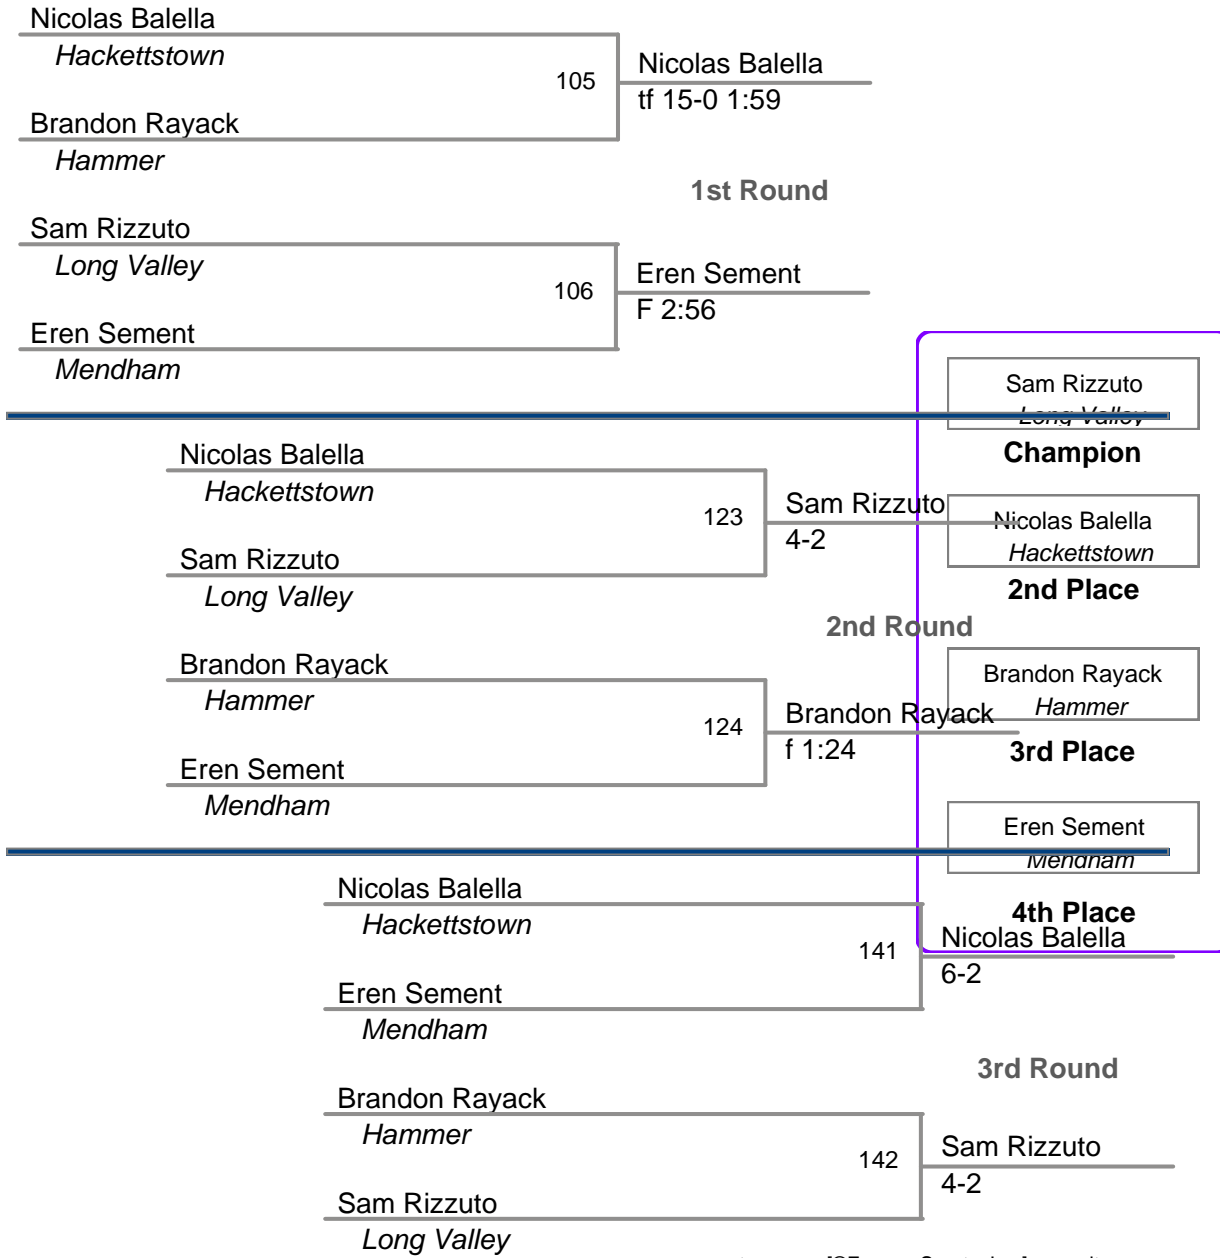 Nicolas Balella
Hackettstown
105
Nicolas Balella
tf 15-0 1:59
Brandon Rayack
Hammer
1st Round
Sam Rizzuto
Long Valley
106
Eren Sement
F 2:56
Eren Sement
Mendham
Sam Rizzuto
Long Valley
Champion
Nicolas Balella
Hackettstown
2nd Place
Brandon Rayack
Hammer
3rd Place
Eren Sement
Mendham
4th Place
Nicolas Balella
Hackettstown
123
Sam Rizzuto
4-2
Sam Rizzuto
Long Valley
2nd Round
Brandon Rayack
Hammer
124
Brandon Rayack
f 1:24
Eren Sement
Mendham
Nicolas Balella
Hackettstown
141
Nicolas Balella
6-2
Eren Sement
Mendham
3rd Round
Brandon Rayack
Hammer
142
Sam Rizzuto
4-2
Sam Rizzuto
Long Valley